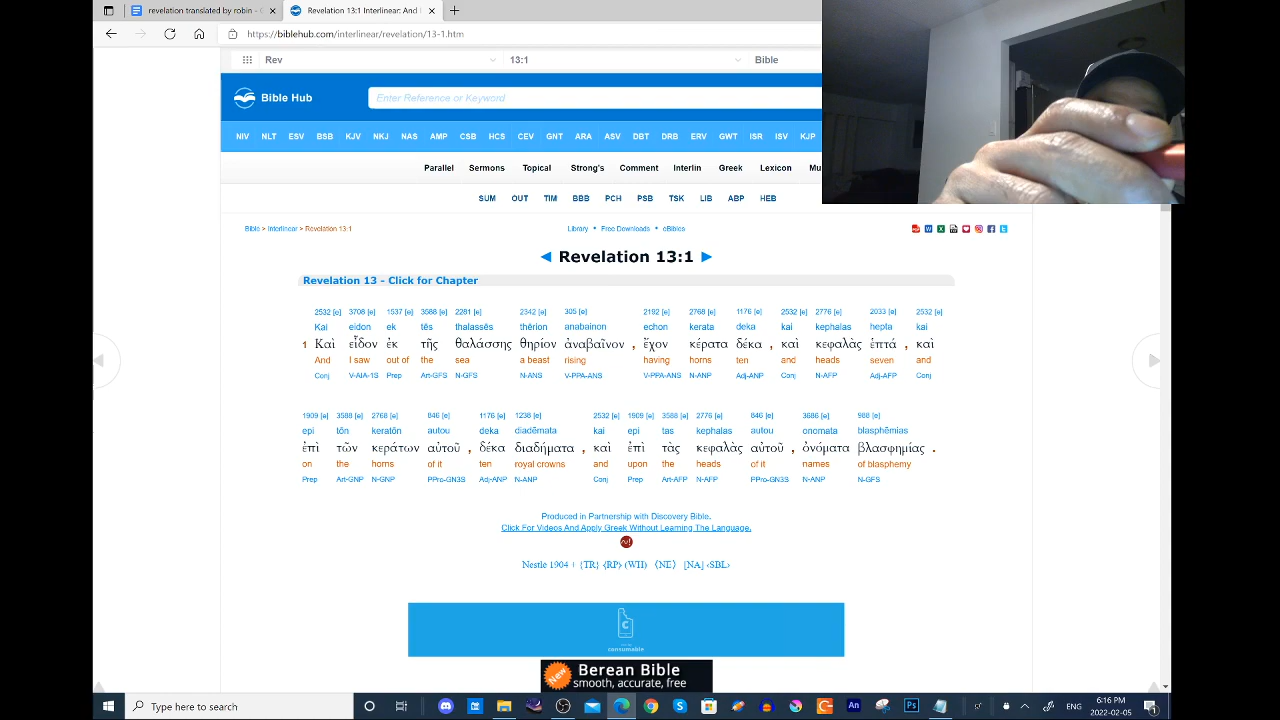 revelation translated by robin - G
Revelation 13:1 Interlinear: And I
https://biblehub.com/interlinear/revelation/13-1.htm
Rev 13:1 Bible
Bible Hub Enter Reference or Keyword
NIV NLT ESV BSB KJV NKJ NAS AMP CSB HCS CEV GNT ARA ASV DBT DRB ERV GWT ISR ISV KJP
Parallel Sermons Topical Strong's Comment Interlin Greek Lexicon Mu
SUM OUT TIM BBB PCH PSB TSK LIB ABP HEB
Bible > Interlinear > Revelation 13:1 Library • Free Downloads • eBibles
◄ Revelation 13:1 ►
Revelation 13 - Click for Chapter
2532 [e] 3708 [e] 1537 [e] 3588 [e] 2281 [e] 2342 [e] 305 [e] 2192 [e] 2768 [e] 1176 [e] 2532 [e] 2776 [e] 2033 [e] 2532 [e]
Kai eidon ek tēs thalassēs thērion anabainon echon kerata deka kai kephalas hepta kai
1 Καὶ εἶδον ἐκ τῆς θαλάσσης θηρίον ἀναβαῖνον , ἔχον κέρατα δέκα , καὶ κεφαλὰς ἑπτά , καὶ
And I saw out of the sea a beast rising having horns ten and heads seven and
Conj V-AIA-1S Prep Art-GFS N-GFS N-ANS V-PPA-ANS V-PPA-ANS N-ANP Adj-ANP Conj N-AFP Adj-AFP Conj
1909 [e] 3588 [e] 2768 [e] 846 [e] 1176 [e] 1238 [e] 2532 [e] 1909 [e] 3588 [e] 2776 [e] 846 [e] 3686 [e] 988 [e]
epi tōn keratōn autou deka diadēmata kai epi tas kephalas autou onomata blasphēmias
ἐπὶ τῶν κεράτων αὐτοῦ , δέκα διαδήματα , καὶ ἐπὶ τὰς κεφαλὰς αὐτοῦ , ὀνόματα βλασφημίας .
on the horns of it ten royal crowns and upon the heads of it names of blasphemy
Prep Art-GNP N-GNP PPro-GN3S Adj-ANP N-ANP Conj Prep Art-AFP N-AFP PPro-GN3S N-ANP N-GFS
Produced in Partnership with Discovery Bible.
Click For Videos And Apply Greek Without Learning The Language.
Nestle 1904 + {TR} ⧼RP⧽ (WH) 〈NE〉 [NA] ‹SBL›
consumable
New Berean Bible
smooth, accurate, free
Type here to search
6:16 PM
2022-02-05